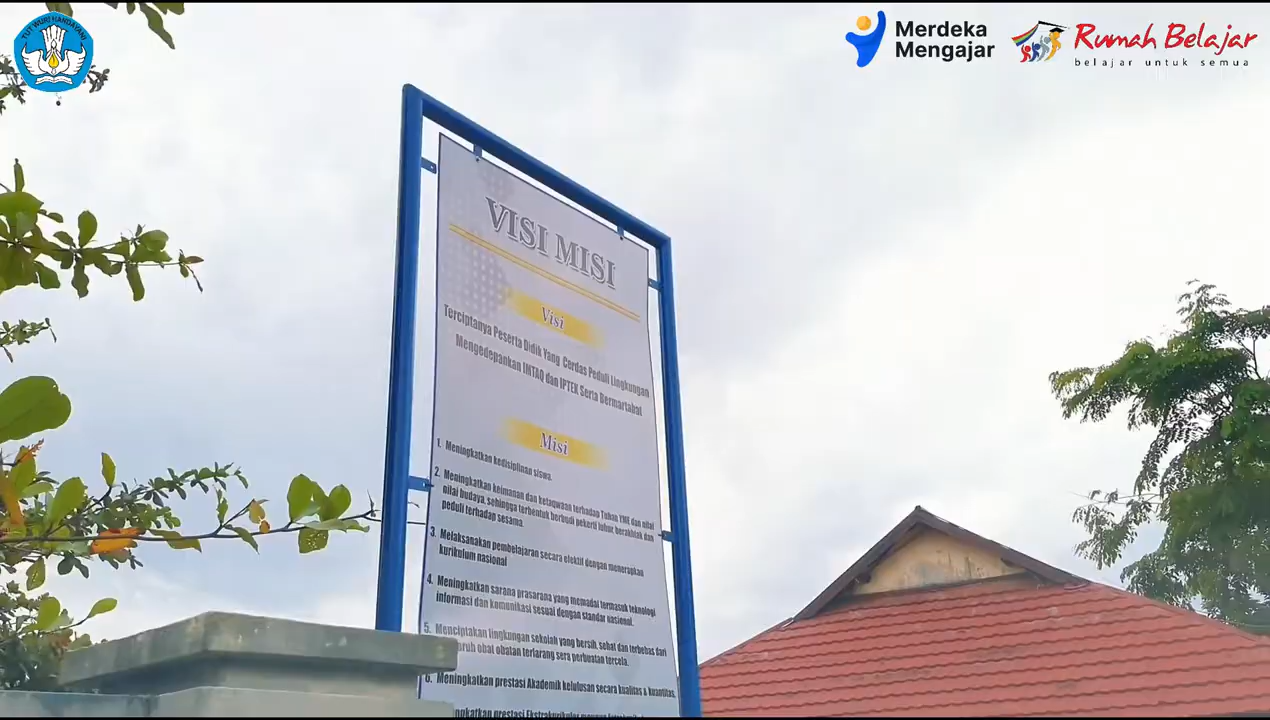 TUT WURI HANDAYANI
Merdeka
Mengajar
Rumah Belajar
belajar untuk semua
VISI MISI
Visi
Terciptanya Peserta Didik Yang Cerdas Peduli Lingkungan
Mengedepankan IMTAQ dan IPTEK Serta Bermartabat
Misi
1. Meningkatkan kedisiplinan siswa.
2. Meningkatkan keimanan dan ketaqwaan terhadap Tuhan YME dan nilai
nilai budaya, sehingga terbentuk berbudi pekerti luhur berakhlak dan
peduli terhadap sesama.
3. Melaksanakan pembelajaran secara efektif dengan menerapkan
kurikulum nasional
4. Meningkatkan sarana prasarana yang memadai termasuk teknologi
informasi dan komunikasi sesuai dengan standar nasional.
5. Menciptakan lingkungan sekolah yang bersih, sehat dan terbebas dari
obat obatan terlarang sera perbuatan tercela.
6. Meningkatkan prestasi Akademik kelulusan secara kualitas & kuantitas,
prestasi Ekstrakurikuler